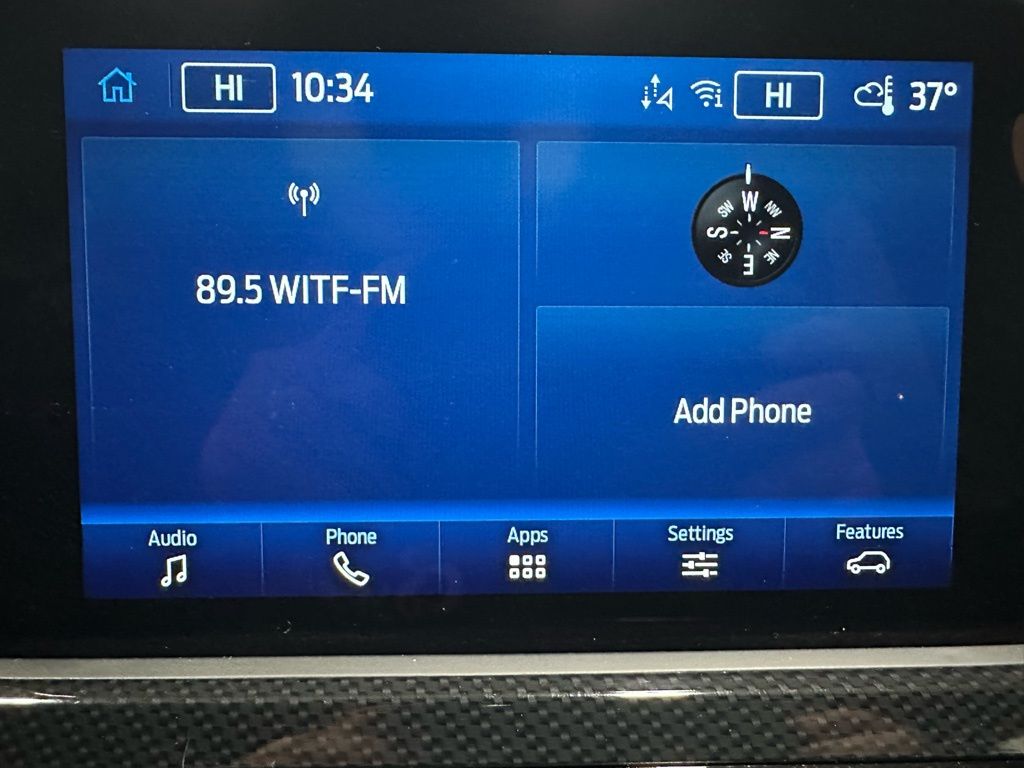 HI 10:34 HI 37°
89.5 WITF-FM
W
SW NW
S N
SE NE
E
Add Phone
Audio Phone Apps Settings Features